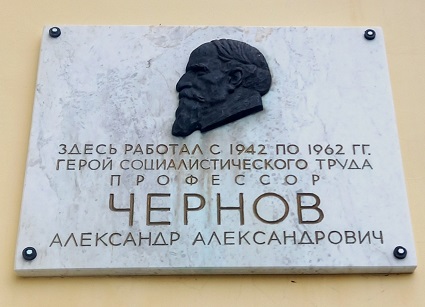 ЗДЕСЬ РАБОТАЛ С 1942 ПО 1962 ГГ.
ГЕРОЙ СОЦИАЛИСТИЧЕСКОГО ТРУДА
ПРОФЕССОР
ЧЕРНОВ
АЛЕКСАНДР АЛЕКСАНДРОВИЧ